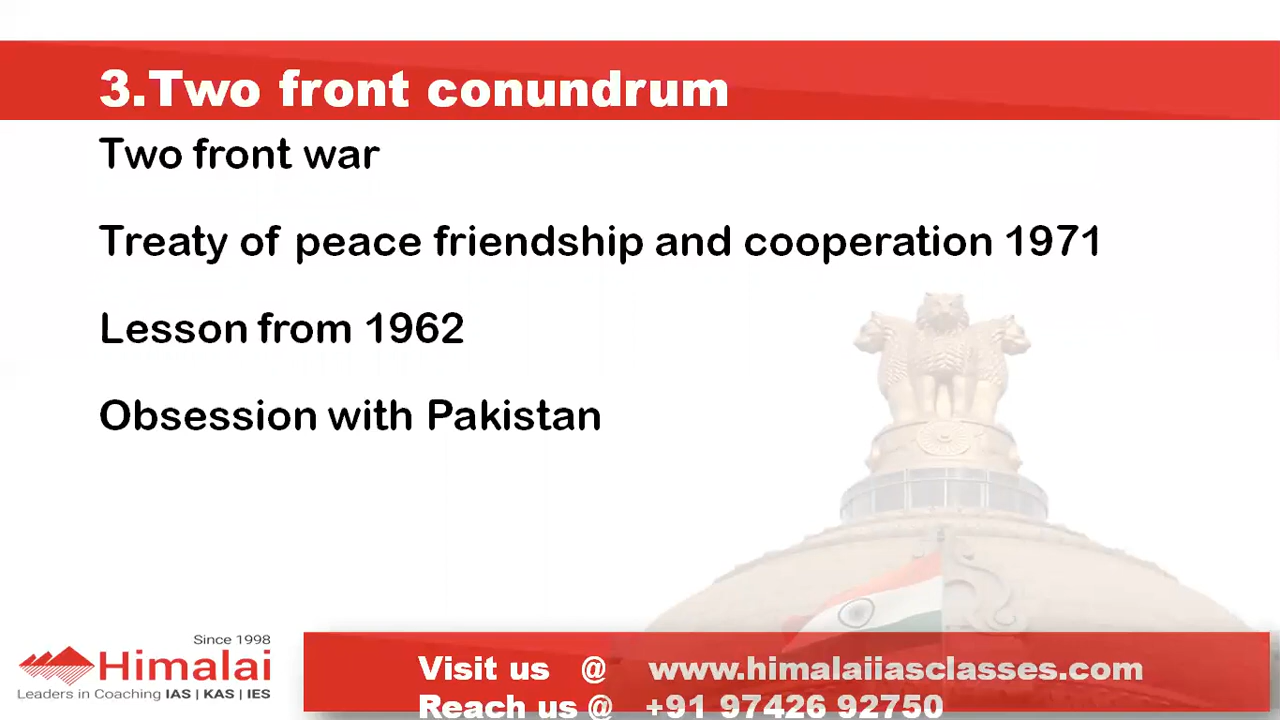 3.Two front conundrum
Two front war
Treaty of peace friendship and cooperation 1971
Lesson from 1962
Obsession with Pakistan
Since 1998
Himalai
Leaders in Coaching IAS | KAS | IES
Visit us @ www.himalaiiasclasses.com
Reach us @ +91 97426 92750